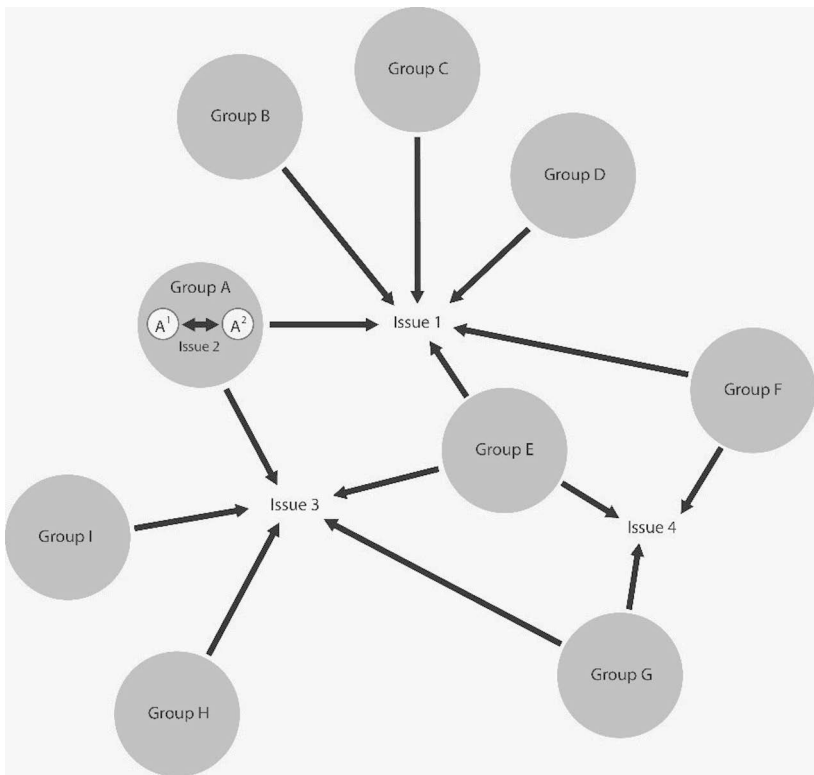 Group C
Group B
Group D
Group A
A¹ A²
Issue 2
Issue 1
Group F
Group E
Issue 3
Issue 4
Group I
Group G
Group H